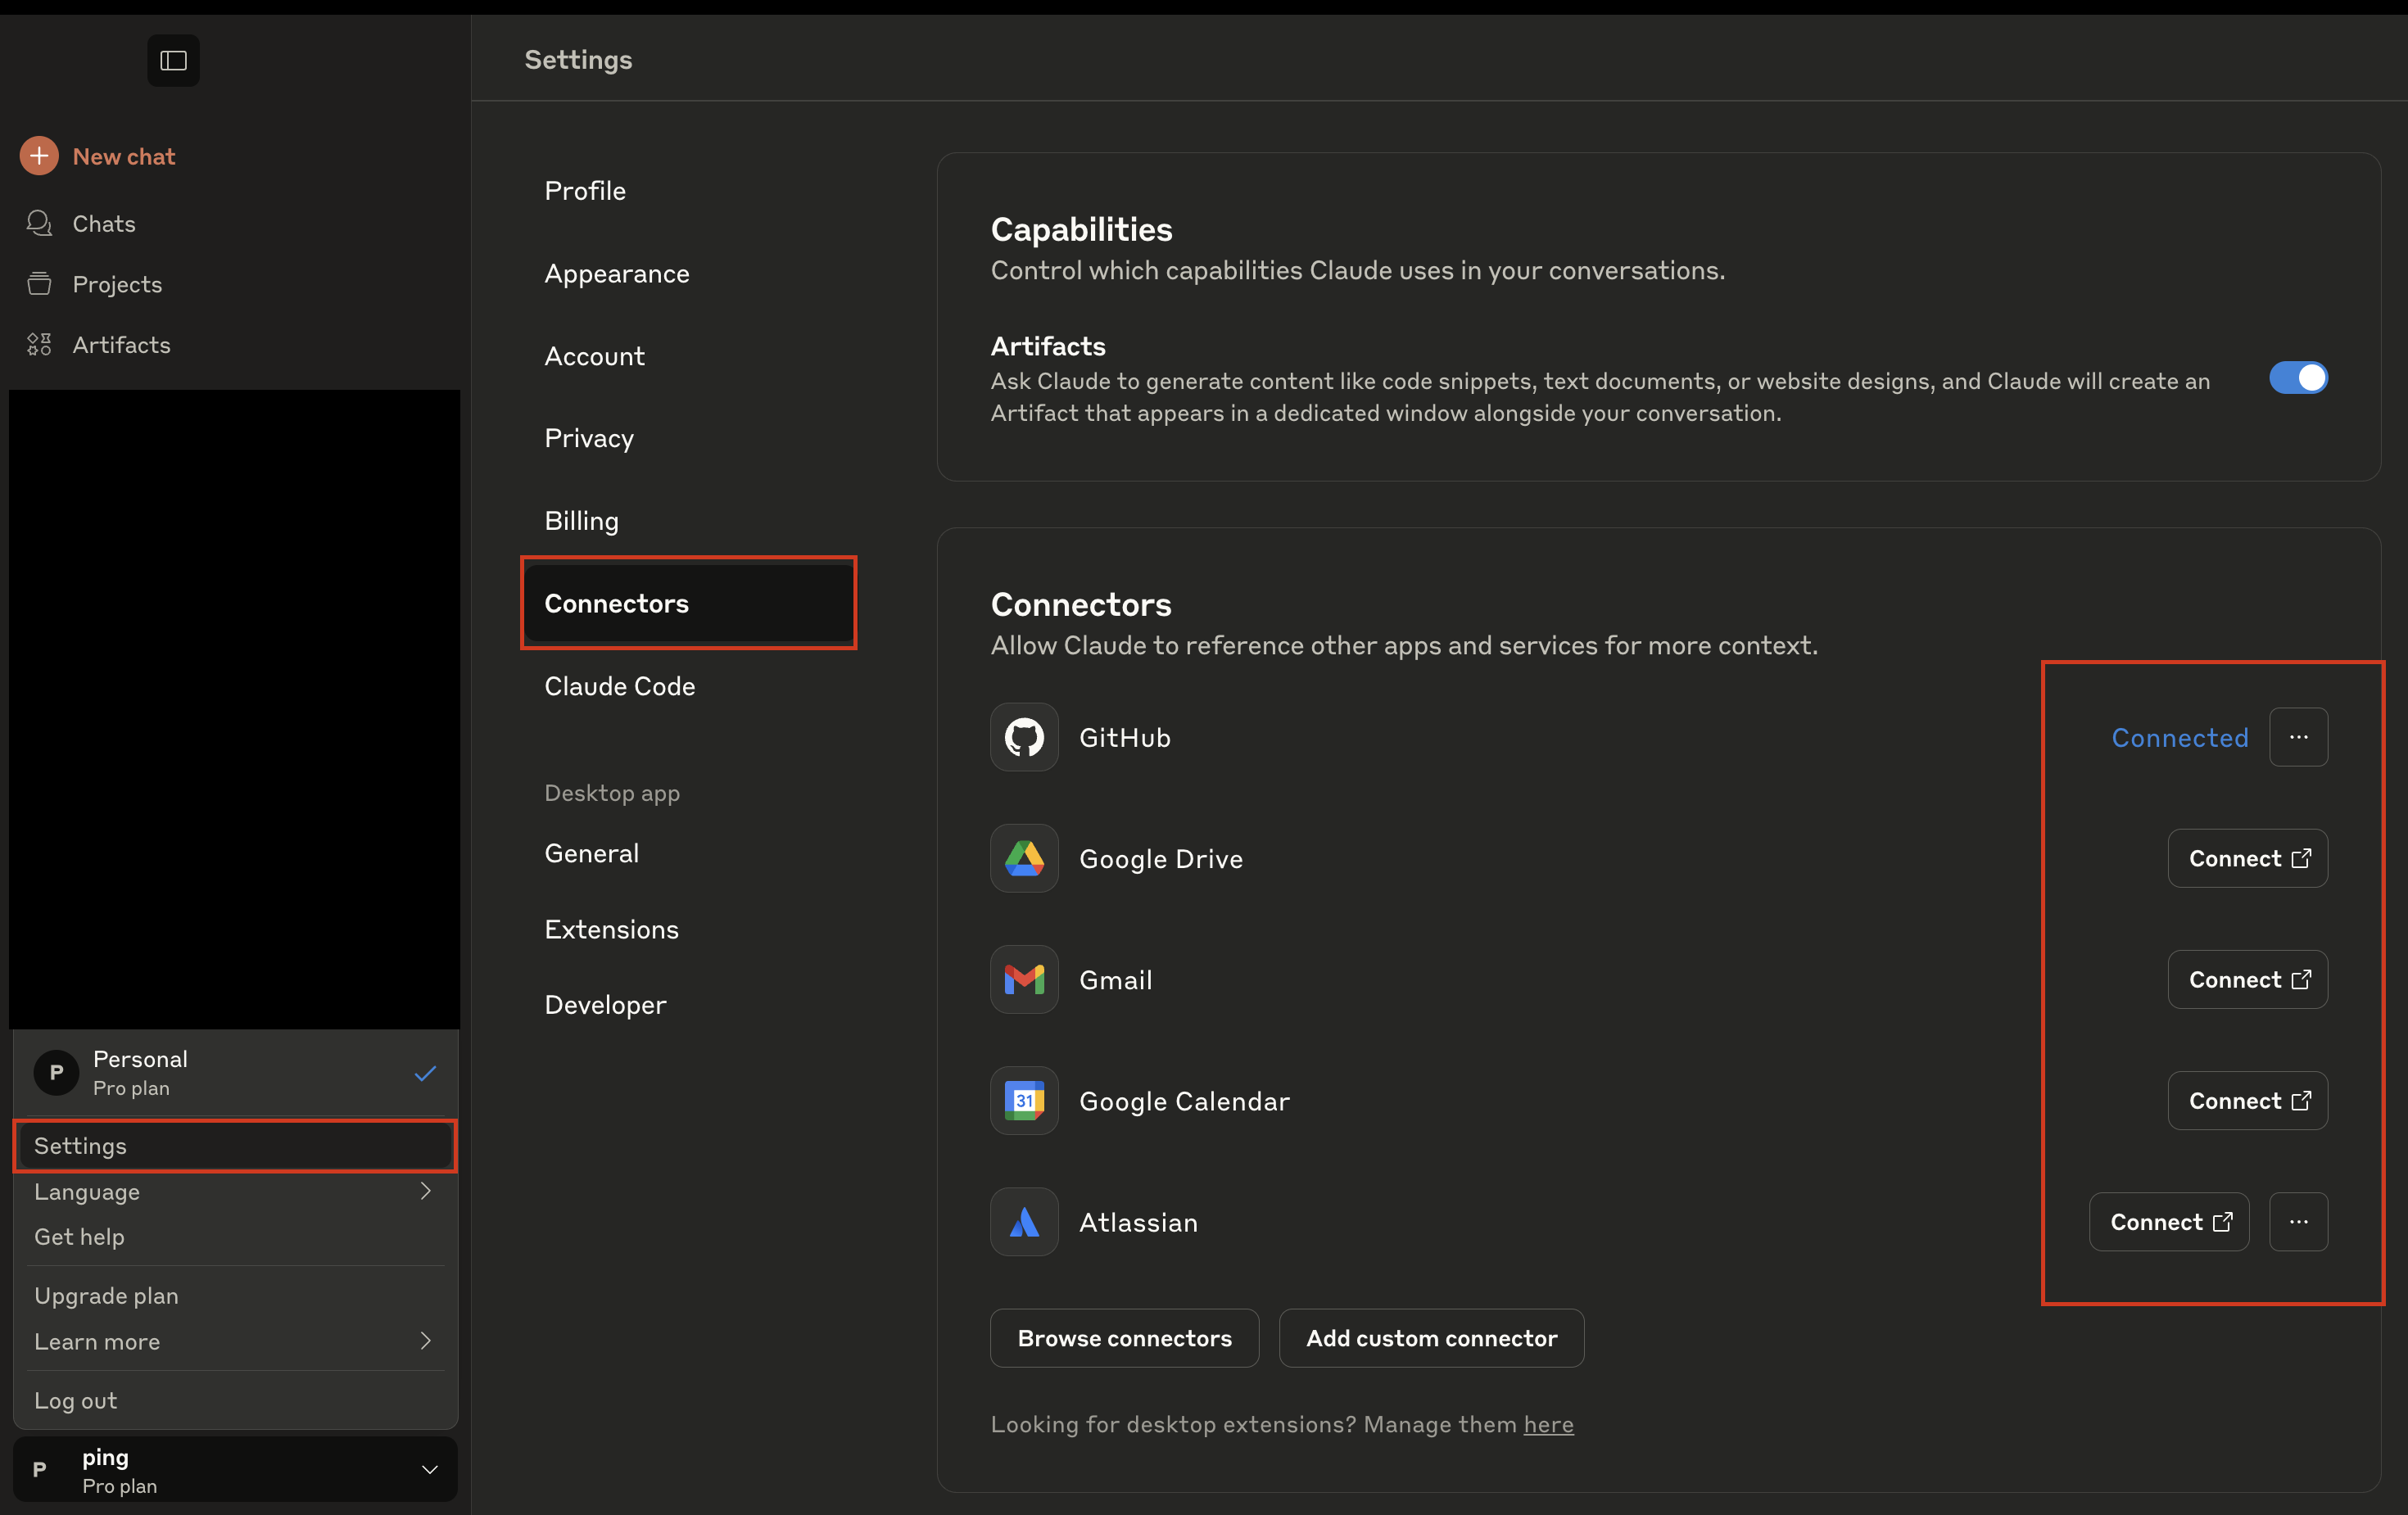 Settings
New chat
Chats
Projects
Artifacts
P
Personal
Pro plan
Settings
Language
Get help
Upgrade plan
Learn more
Log out
P
ping
Pro plan
Profile
Appearance
Account
Privacy
Billing
Connectors
Claude Code
Desktop app
General
Extensions
Developer
Capabilities
Control which capabilities Claude uses in your conversations.
Artifacts
Ask Claude to generate content like code snippets, text documents, or website designs, and Claude will create an
Artifact that appears in a dedicated window alongside your conversation.
Connectors
Allow Claude to reference other apps and services for more context.
GitHub Connected ...
Google Drive Connect
Gmail Connect
31 Google Calendar Connect
Atlassian Connect ...
Browse connectors Add custom connector
Looking for desktop extensions? Manage them here